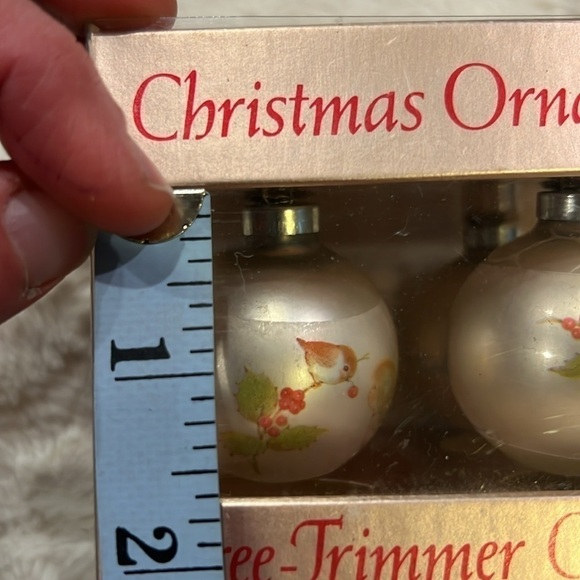 Christmas Orna
1
2
ree-Trimmer C